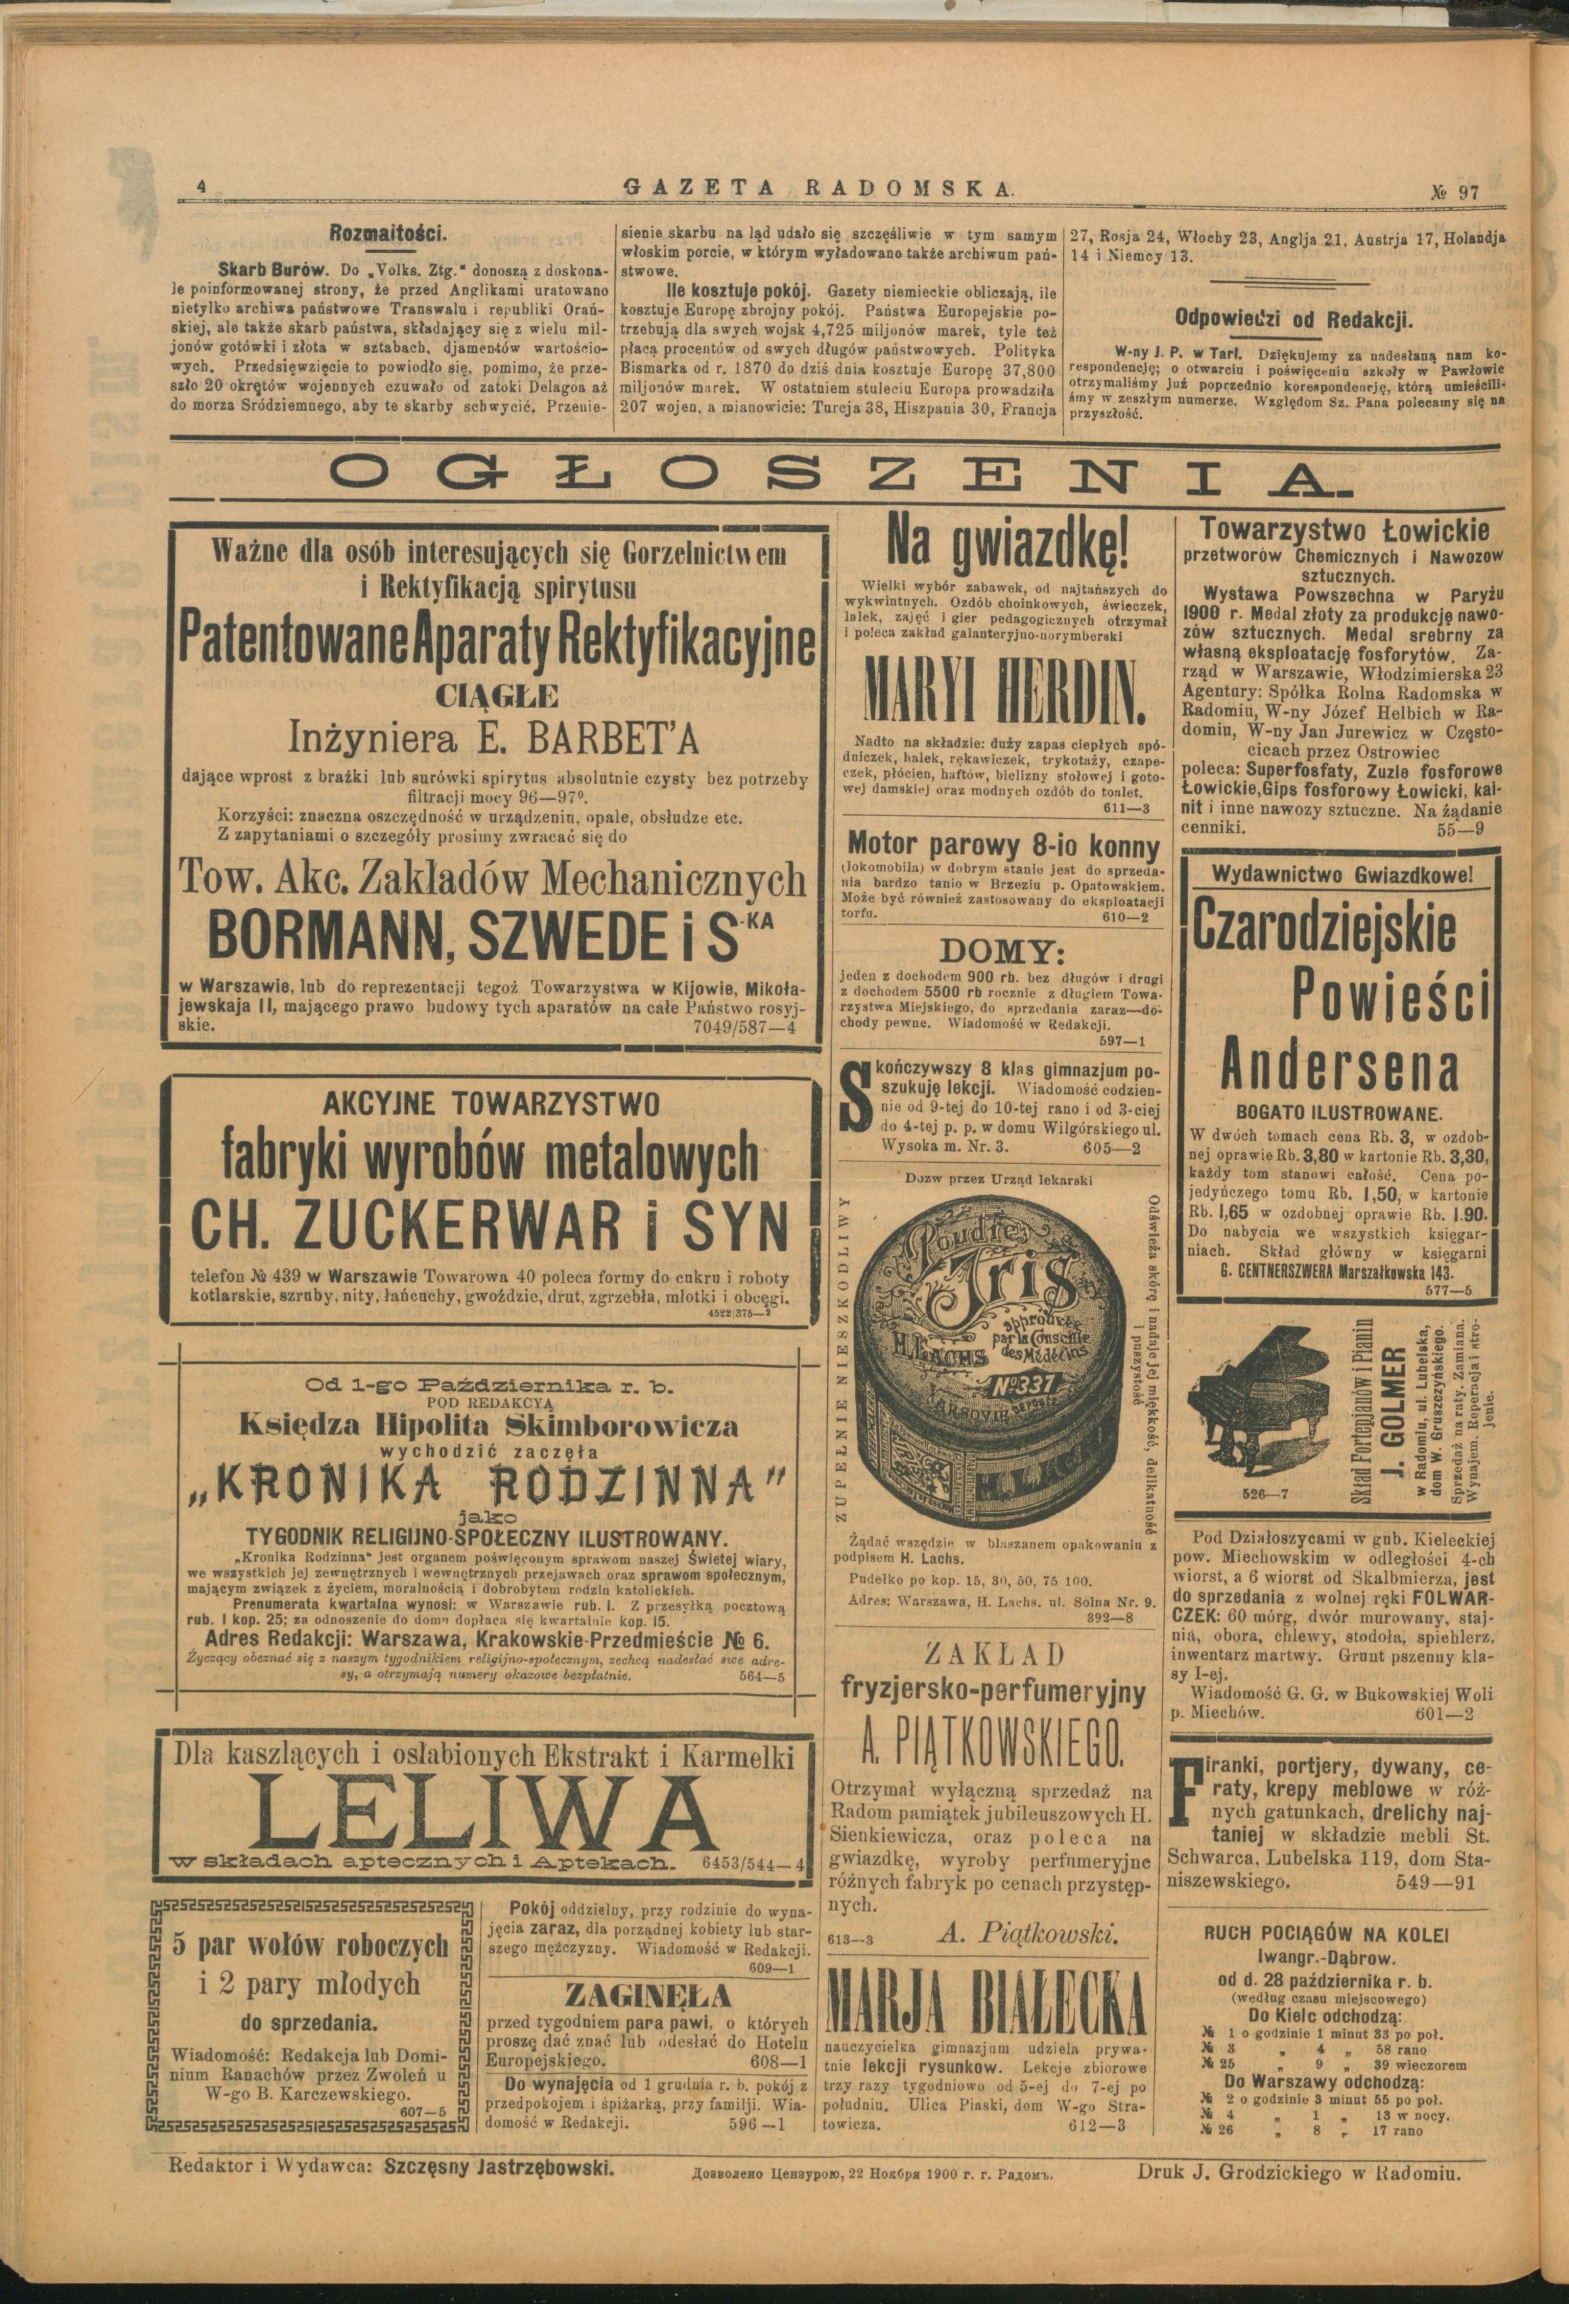 4
GAZETA RADOMSKA.
№ 97
Rozmaitości.
Skarb Burów. Do „Volks. Ztg.“ donoszą z doskona-
le poinformowanej strony, że przed Anglikami uratowano
nietylko archiwa państwowe Transwalu i republiki Orań-
skiej, ale także skarb państwa, składający się z wielu mil-
jonów gotówki i złota w sztabach, djamentów wartościo-
wych. Przedsięwzięcie to powiodło się, pomimo, że prze-
szło 20 okrętów wojennych czuwało od zatoki Delagoa aż
do morza Sródziemnego, aby te skarby schwycić. Przenie-
sienie skarbu na ląd udało się szczęśliwie w tym samym
włoskim porcie, w którym wyładowano także archiwum pań-
stwowe.
Ile kosztuje pokój. Gazety niemieckie obliczają, ile
kosztuje Europę zbrojny pokój. Państwa Europejskie po-
trzebują dla swych wojsk 4,725 miljonów marek, tyle też
płacą procentów od swych długów państwowych. Polityka
Bismarka od r. 1870 do dziś dnia kosztuje Europę 37,800
miljonów marek. W ostatniem stuleciu Europa prowadziła
207 wojen, a mianowicie: Turcja 38, Hiszpania 30, Francja
27, Rosja 24, Włochy 23, Anglja 21, Austrja 17, Holandja
14 i Niemcy 13.
Odpowiedzi od Redakcji.
W-ny J. P. w Tarł. Dziękujemy za nadesłaną nam ko-
respondencję; o otwarciu i poświęceniu szkoły w Pawłowie
otrzymaliśmy już poprzednio korespondencję, którą umieścili-
śmy w zeszłym numerze. Względom Sz. Pana polecamy się na
przyszłość.
OGŁOSZENIA.
Ważne dla osób interesujących się Gorzelnictwem
i Rektyfikacją spirytusu
Patentowane Aparaty Rektyfikacyjne
CIĄGŁE
Inżyniera E. BARBET'A
dające wprost z brażki lub surówki spirytus absolutnie czysty bez potrzeby
filtracji mocy 96—97°.
Korzyści: znaczna oszczędność w urządzeniu, opale, obsłudze etc.
Z zapytaniami o szczegóły prosimy zwracać się do
Tow. Akc. Zakładów Mechanicznych
BORMANN, SZWEDE i S-KA
w Warszawie, lub do reprezentacji tegoż Towarzystwa w Kijowie, Mikoła-
jewskaja II, mającego prawo budowy tych aparatów na całe Państwo rosyj-
skie.
7049/587—4
AKCYJNE TOWARZYSTWO
fabryki wyrobów metalowych
CH. ZUCKERWAR i SYN
telefon № 439 w Warszawie Towarowa 40 poleca formy do cukru i roboty
kotlarskie, szruby, nity, łańcuchy, gwoździe, drut, zgrzebła, młotki i obcęgi.
Od 1-go Października r. b.
POD REDAKCYĄ
Księdza Hipolita Skimborowicza
wychodzić zaczęła
„KRONIKA RODZINNA"
jako
TYGODNIK RELIGIJNO-SPOŁECZNY ILUSTROWANY.
„Kronika Rodzinna“ jest organem poświęconym sprawom naszej Świetej wiary,
we wszystkich jej zewnętrznych i wewnętrznych przejawach oraz sprawom społecznym,
mającym związek z życiem, moralnością i dobrobytem rodzin katolickich.
Prenumerata kwartalna wynosi: w Warszawie rub. I. Z przesyłką pocztową
rub. I kop. 25; za odnoszenie do domu dopłaca się kwartalnie kop. 15.
Adres Redakcji: Warszawa, Krakowskie-Przedmieście № 6.
Życzący obeznać się z naszym tygodnikiem religijno-społecznym, zechcą nadesłać swe adre-
sy, a otrzymają numery okazowe bezpłatnie.
564—5
Dla kaszlących i osłabionych Ekstrakt i Karmelki
LELIWA
w składach aptecznych i Aptekach.
6453/544—4
5 par wołów roboczych
i 2 pary młodych
do sprzedania.
Wiadomość: Redakcja lub Domi-
nium Ranachów przez Zwoleń u
W-go B. Karczewskiego.
607—5
Pokój oddzielny, przy rodzinie do wyna-
jęcia zaraz, dla porządnej kobiety lub star-
szego mężczyzny. Wiadomość w Redakcji.
609—1
ZAGINĘŁA
przed tygodniem para pawi, o których
proszę dać znać lub odesłać do Hotelu
Europejskiego.
608—1
Do wynajęcia od 1 grudnia r. b. pokój z
przedpokojem i śpiżarką, przy familji. Wia-
domość w Redakcji.
596—1
Na gwiazdkę!
Wielki wybór zabawek, od najtańszych do
wykwintnych. Ozdób choinkowych, świeczek,
lalek, zajęć i gier pedagogicznych otrzymał
i poleca zakład galanteryjno-norymberski
MARYI HERDIN.
Nadto na składzie: duży zapas ciepłych spó-
dniczek, halek, rękawiczek, trykotaży, czape-
czek, płócien, haftów, bielizny stołowej i goto-
wej damskiej oraz modnych ozdób do toalet.
611—3
Motor parowy 8-io konny
(lokomobila) w dobrym stanie jest do sprzeda-
nia bardzo tanio w Brzeziu p. Opatowskiem.
Może być również zastosowany do eksploatacji
torfu.
610—2
DOMY:
jeden z dochodem 900 rb. bez długów i drugi
z dochodem 5500 rb rocznie z długiem Towa-
rzystwa Miejskiego, do sprzedania zaraz—do-
chody pewne. Wiadomość w Redakcji.
597—1
Skończywszy 8 klas gimnazjum po-
szukuję lekcji. Wiadomość codzien-
nie od 9-tej do 10-tej rano i od 3-ciej
do 4-tej p. p. w domu Wilgórskiego ul.
Wysoka m. Nr. 3.
605—2
Dozw przez Urząd lekarski
ZUPEŁNIE NIESZKODLIWY
Poudre
Iris
approuvée
par la Conseille
des Médecins
H. LACHS
№ 337
VARSOVIE
Odświeża skórę i nadaje jej miękkość, delikatność
i puszystość
Żądać wszędzie w blaszanem opakowaniu z
podpisem H. Lachs.
Pudełko po kop. 15, 30, 50, 75 100.
Adres: Warszawa, H. Lachs. ul. Solna Nr. 9.
392—8
ZAKŁAD
fryzjersko-perfumeryjny
A. PIĄTKOWSKIEGO.
Otrzymał wyłączną sprzedaż na
Radom pamiątek jubileuszowych H.
Sienkiewicza, oraz poleca na
gwiazdkę, wyroby perfumeryjne
różnych fabryk po cenach przystęp-
nych.
613—3
A. Piątkowski.
MARJA BIAŁECKA
nauczycielka gimnazjum udziela prywa-
tnie lekcji rysunkow. Lekcje zbiorowe
trzy razy tygodniowo od 5-ej do 7-ej po
południu. Ulica Piaski, dom W-go Stra-
towicza.
612—3
Towarzystwo Łowickie
przetworów Chemicznych i Nawozow
sztucznych.
Wystawa Powszechna w Paryżu
1900 r. Medal złoty za produkcję nawo-
zów sztucznych. Medal srebrny za
własną eksploatację fosforytów. Za-
rząd w Warszawie, Włodzimierska 23
Agentury: Spółka Rolna Radomska w
Radomiu, W-ny Józef Helbich w Ra-
domiu, W-ny Jan Jurewicz w Często-
cicach przez Ostrowiec
poleca: Superfosfaty, Zuzle fosforowe
Łowickie, Gips fosforowy Łowicki, kai-
nit i inne nawozy sztuczne. Na żądanie
cenniki.
55—9
Wydawnictwo Gwiazdkowe!
Czarodziejskie
Powieści
Andersena
BOGATO ILUSTROWANE.
W dwóch tomach cena Rb. 3, w ozdob-
nej oprawie Rb. 3,80 w kartonie Rb. 3,30,
każdy tom stanowi całość. Cena po-
jedyńczego tomu Rb. I,50, w kartonie
Rb. I,65 w ozdobnej oprawie Rb. I.90.
Do nabycia we wszystkich księgar-
niach. Skład główny w księgarni
G. CENTNERSZWERA Marszałkowska 143.
577—5
526—7
Skład Fortepjanów i Pianin
J. GOLMER
w Radomiu, ul. Lubelska,
dom W. Gruszczyńskiego.
Sprzedaż na raty. Zamiana.
Wynajem. Reperacja i stro-
jenie.
Pod Działoszycami w gub. Kieleckiej
pow. Miechowskim w odległości 4-ch
wiorst, a 6 wiorst od Skalbmierza, jest
do sprzedania z wolnej ręki FOLWAR-
CZEK: 60 mórg, dwór murowany, staj-
nia, obora, chlewy, stodoła, spiehlerz,
inwentarz martwy. Grunt pszenny kla-
sy I-ej.
Wiadomość G. G. w Bukowskiej Woli
p. Miechów.
601—2
Firanki, portjery, dywany, ce-
raty, krepy meblowe w róż-
nych gatunkach, drelichy naj-
taniej w składzie mebli St.
Schwarca, Lubelska 119, dom Sta-
niszewskiego.
549—91
RUCH POCIĄGÓW NA KOLEI
Iwangr.-Dąbrow.
od d. 28 października r. b.
(według czasu miejscowego)
Do Kielc odchodzą:
№ 1 o godzinie 1 minut 33 po poł.
№ 3 „ 4 „ 58 rano
№ 25 „ 9 „ 39 wieczorem
Do Warszawy odchodzą:
№ 2 o godzinie 3 minut 55 po poł.
№ 4 „ 1 „ 13 w nocy.
№ 26 „ 8 „ 17 rano
Redaktor i Wydawca: Szczęsny Jastrzębowski.
Дозволено Цензурою, 22 Ноября 1900 г. г. Радомъ.
Druk J. Grodzickiego w Radomiu.